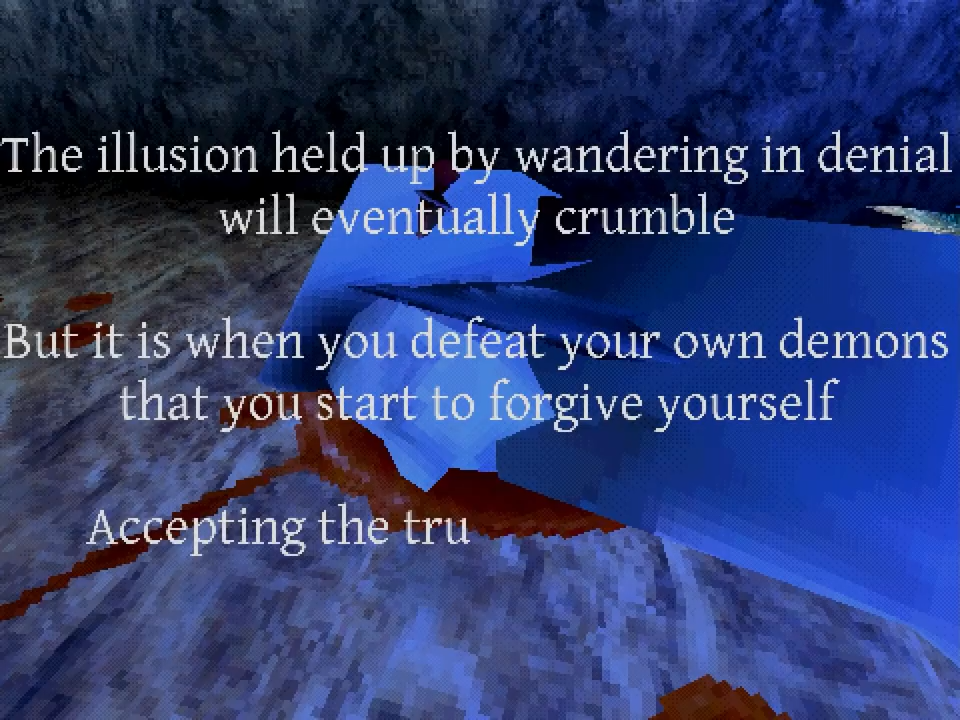 The illusion held up by wandering in denial
will eventually crumble
But it is when you defeat your own demons
that you start to forgive yourself
Accepting the tru